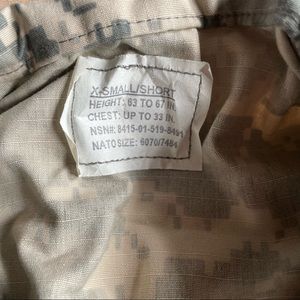 X-SMALL/SHORT
HEIGHT: 63 TO 67 IN.
CHEST: UP TO 33 IN.
NSN#: 8415-01-519-8491
NATO SIZE: 6070/7484